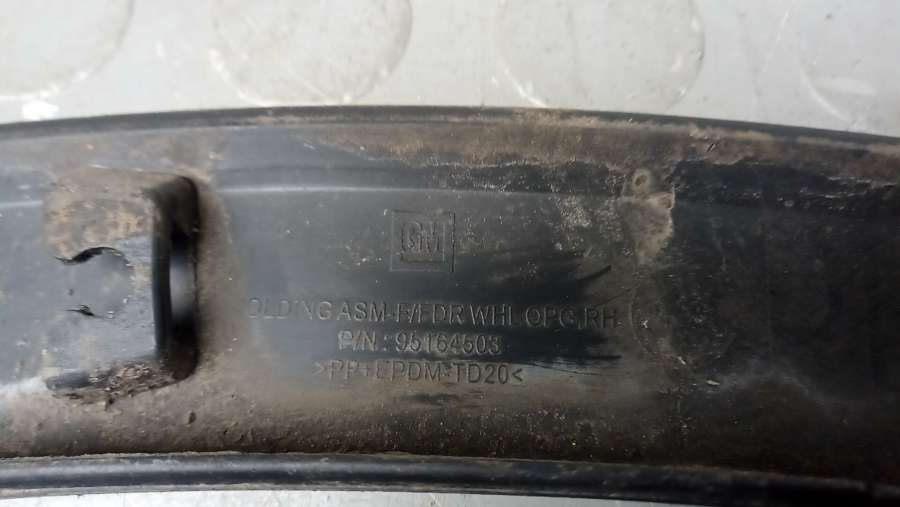 GM
OLDING ASM-F/FDR WHL OPG,RH
P/N : 95164503
>PP+EPDM-TD20<